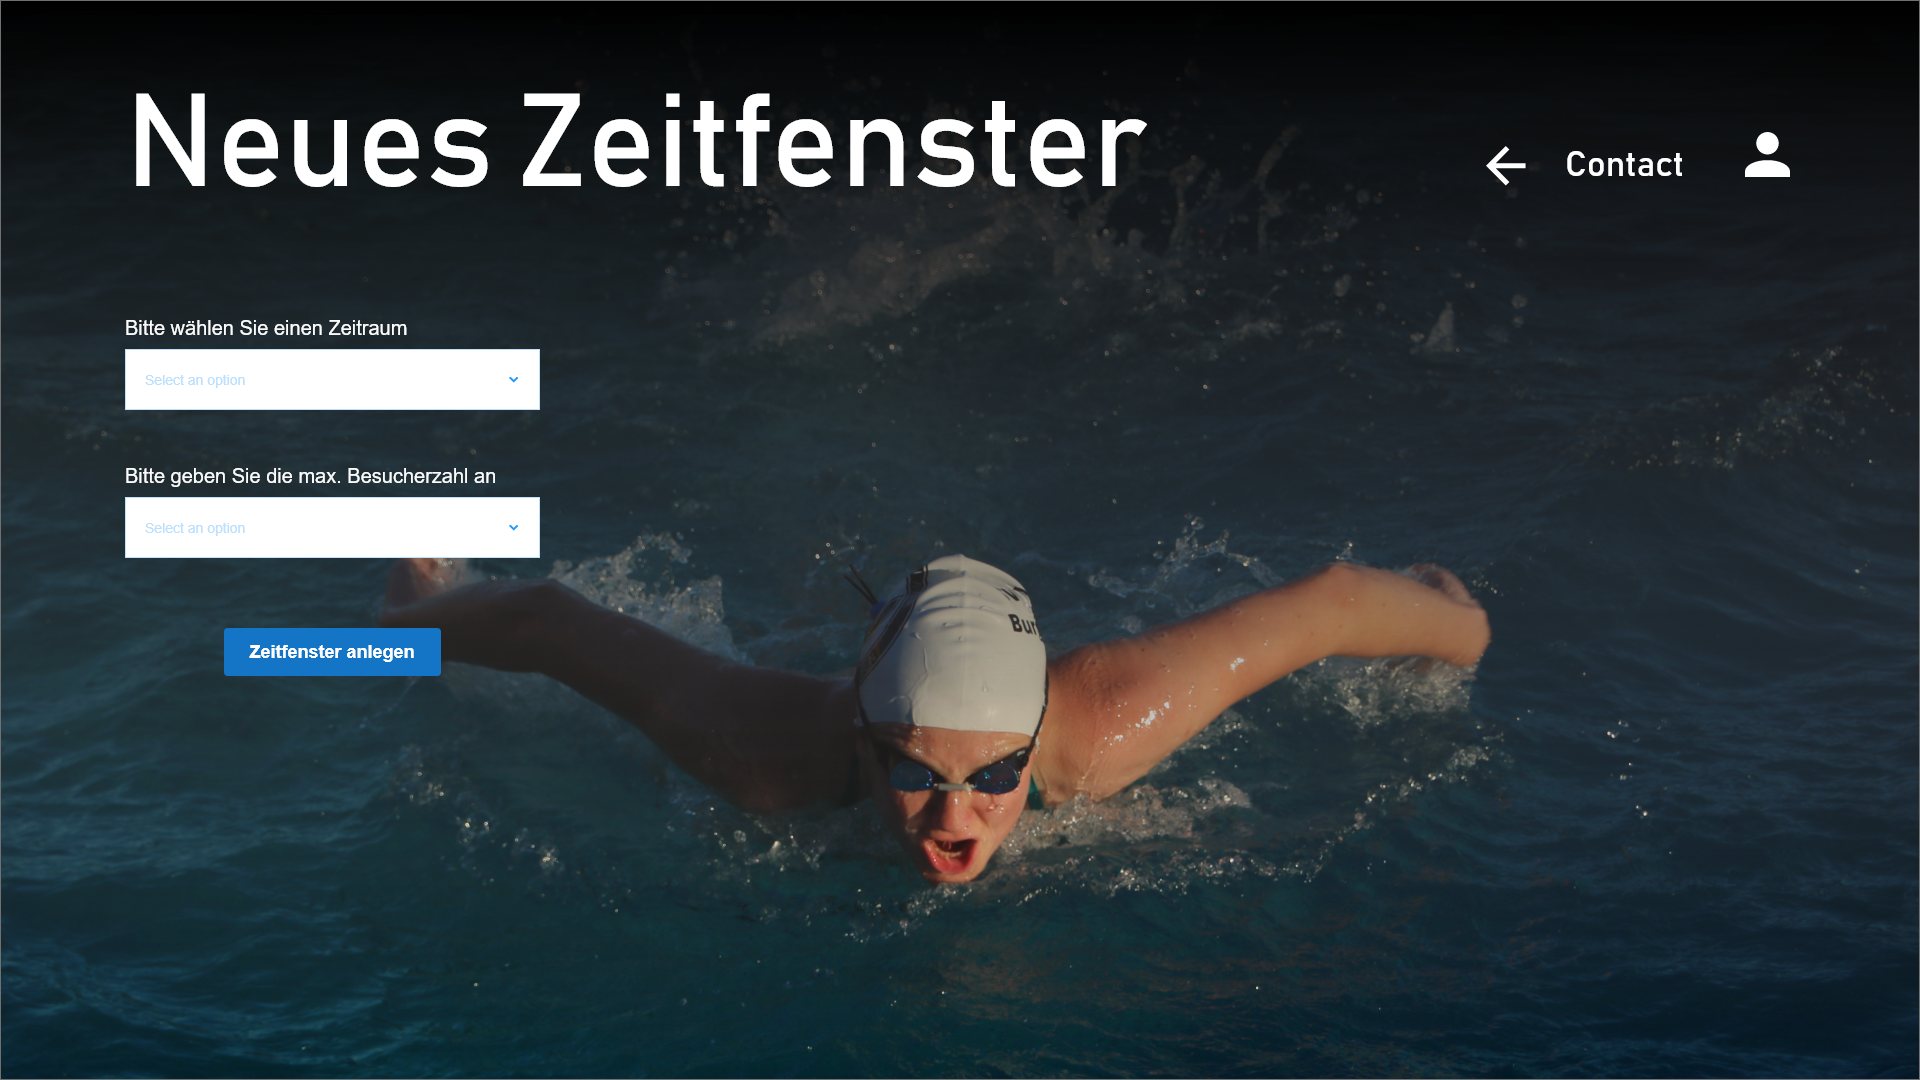 Neues Zeitfenster
Contact
Bitte wählen Sie einen Zeitraum
Select an option
Bitte geben Sie die max. Besucherzahl an
Select an option
Zeitfenster anlegen